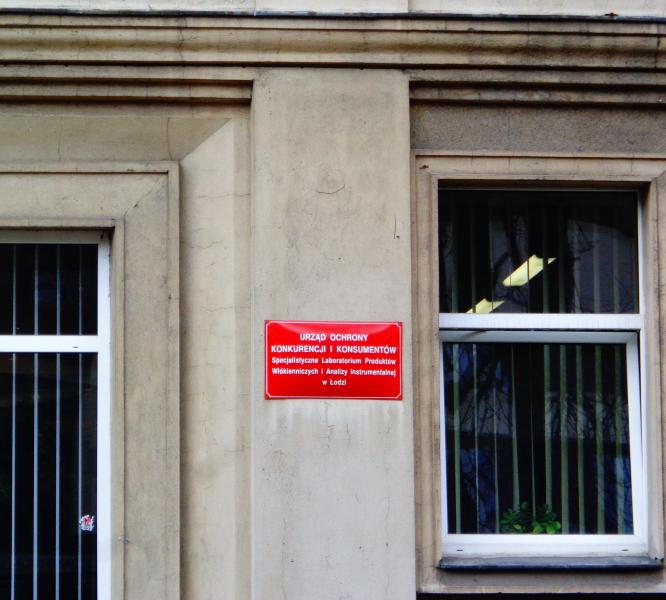 URZĄD OCHRONY
KONKURENCJI I KONSUMENTÓW
Specjalistyczne Laboratorium Produktów
Włókienniczych i Analizy Instrumentalnej
w Łodzi